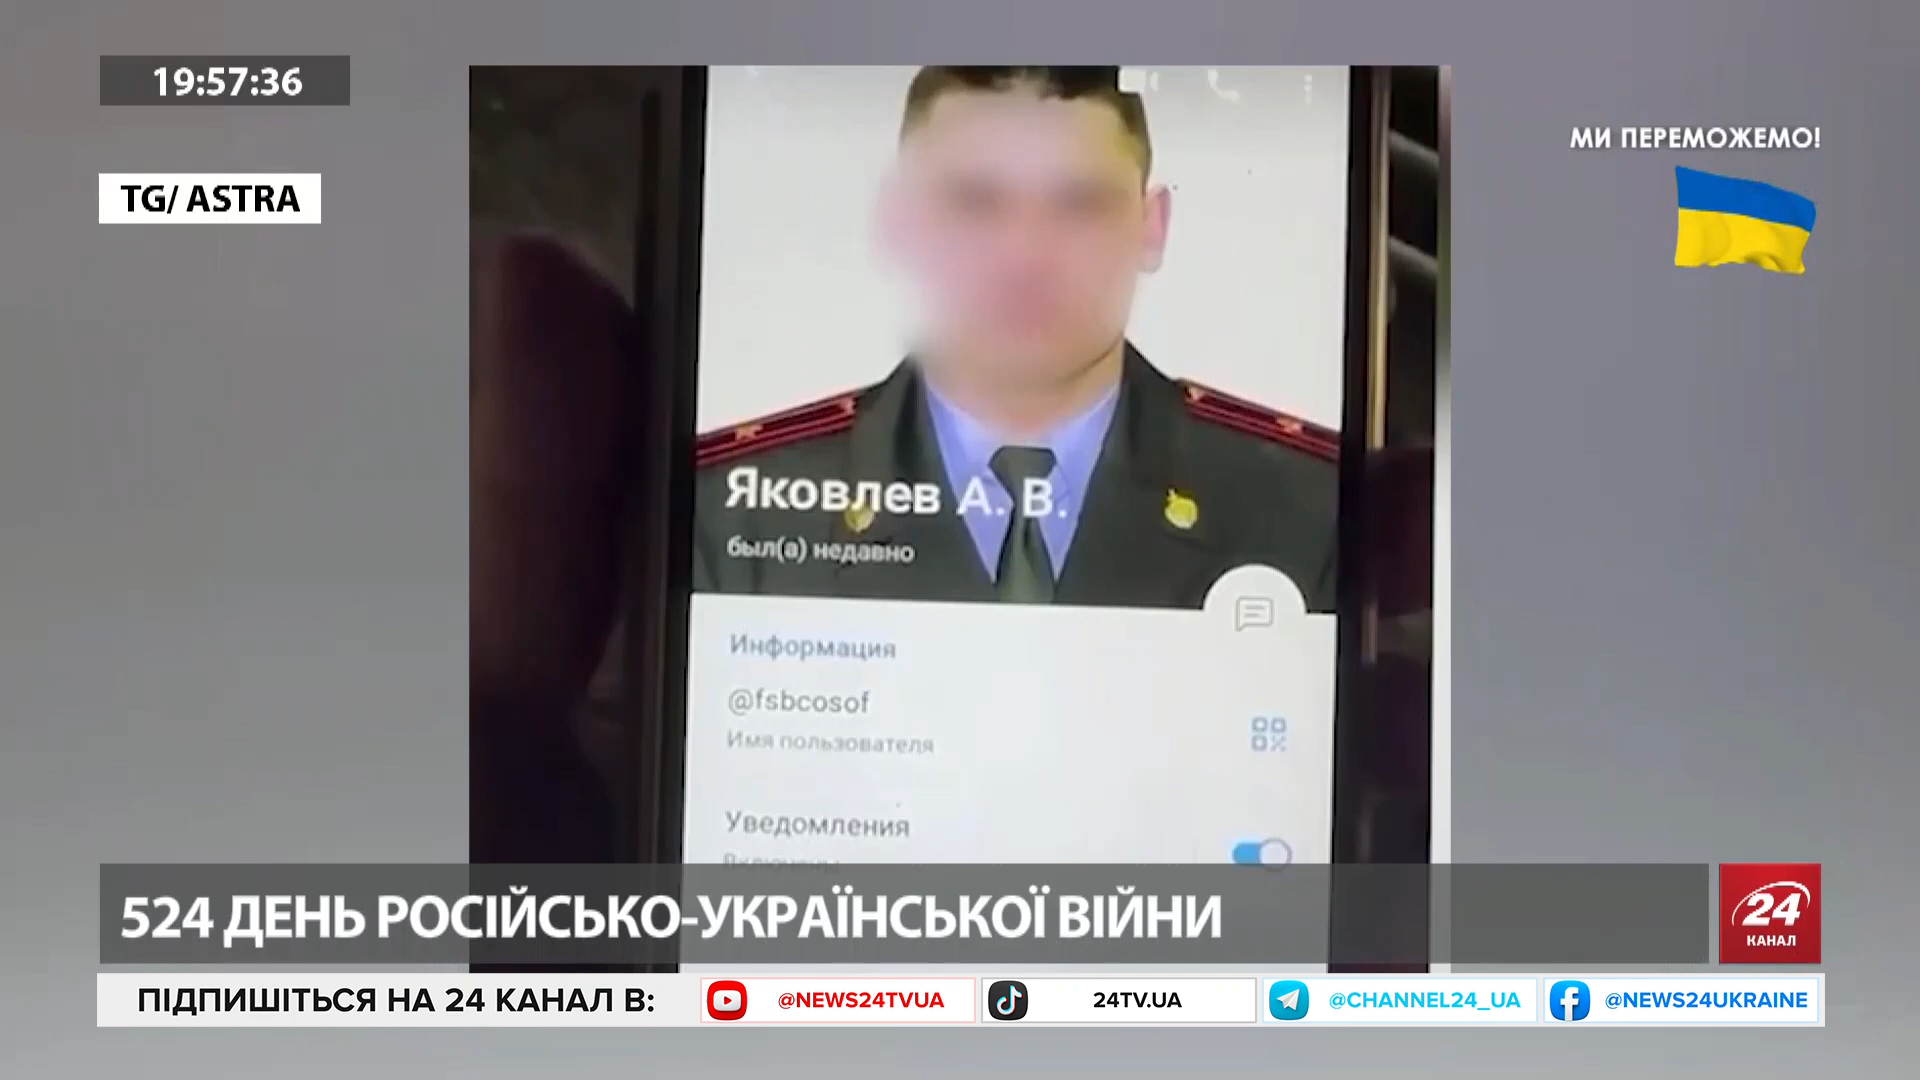 19:57:36
TG/ ASTRA
МИ ПЕРЕМОЖЕМО!
Яковлев А. В.
был(а) недавно
Информация
@fsbcosof
Имя пользователя
Уведомления
Включены
524 ДЕНЬ РОСІЙСЬКО-УКРАЇНСЬКОЇ ВІЙНИ
24
КАНАЛ
ПІДПИШІТЬСЯ НА 24 КАНАЛ В:
@NEWS24TVUA
24TV.UA
@CHANNEL24_UA
@NEWS24UKRAINE